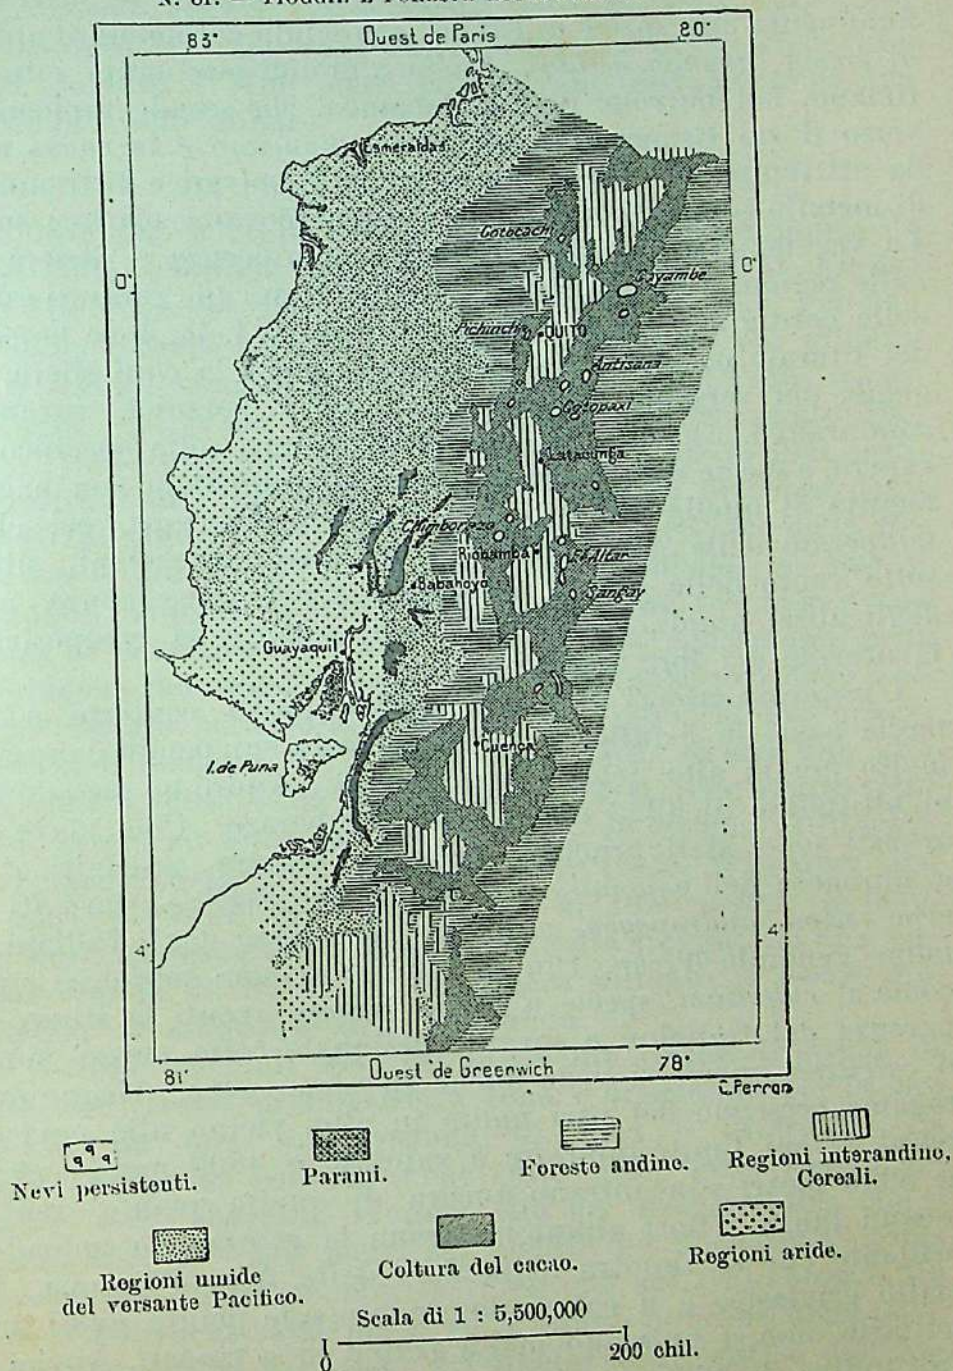 83°
Ouest de Paris
80°
Esmeraldas
Cotocachi
0°
0°
Cayambe
Pichincha
QUITO
Antisana
Cotopaxi
Latacunga
Chimborazo
Riobamba
El Altar
Babahoyo
Sangay
Guayaquil
I. de Puna
Cuenca
4°
4°
81°
Ouest de Greenwich
78°
C. Perron
Nevi persistenti.
Parami.
Foreste andine.
Regioni interandine,
Cereali.
Regioni umide
del versante Pacifico.
Coltura del cacao.
Regioni aride.
Scala di 1 : 5,500,000
0
200 chil.